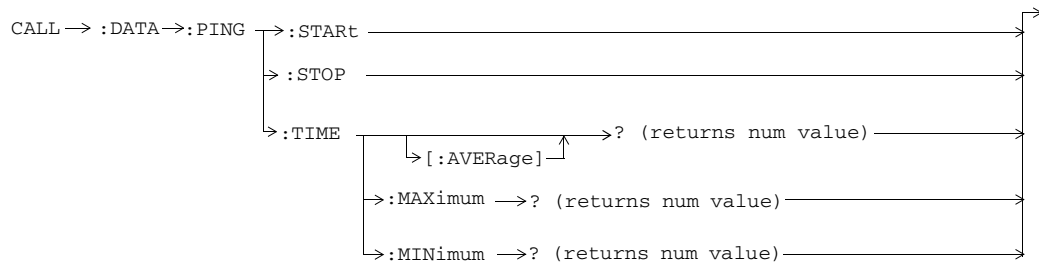 CALL :DATA :PING :STARt
:STOP
:TIME ? (returns num value)
[:AVERage]
:MAXimum ? (returns num value)
:MINimum ? (returns num value)